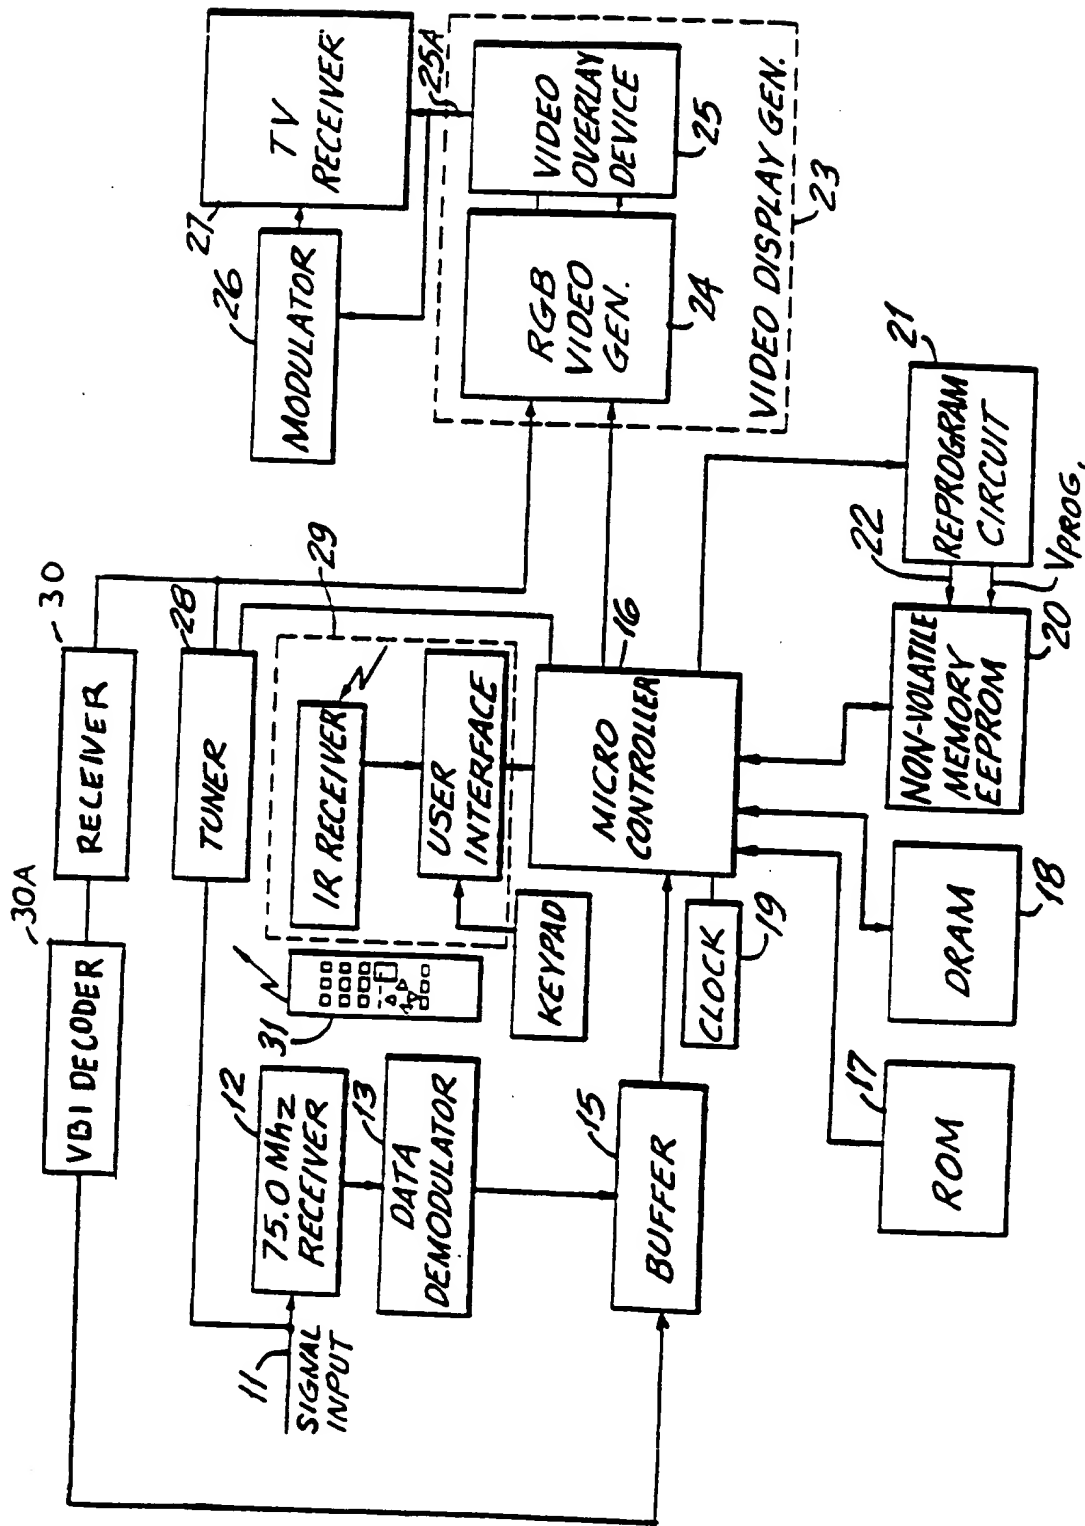 30A
VBI DECODER
30
RECEIVER
28
TUNER
11
SIGNAL
INPUT
12
75.0 Mhz
RECEIVER
13
DATA
DEMODULATOR
31
29
IR RECEIVER
USER
INTERFACE
KEYPAD
26
MODULATOR
27
TV
RECEIVER
25A
RGB
VIDEO
GEN.
24
VIDEO
OVERLAY
DEVICE
25
VIDEO DISPLAY GEN.
23
15
BUFFER
16
MICRO
CONTROLLER
CLOCK
19
17
ROM
DRAM
18
NON-VOLATILE
MEMORY
EEPROM
20
22
VPROG.
21
REPROGRAM
CIRCUIT